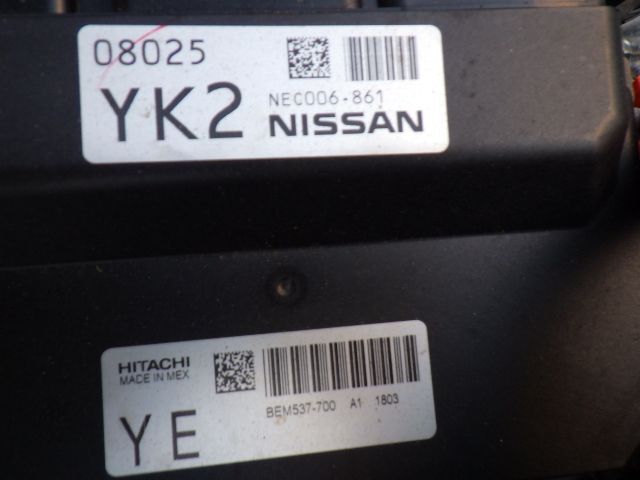 08025
NEC006-861
YK2 NISSAN
HITACHI
MADE IN MEX
BEM537-700 A1 1803
YE